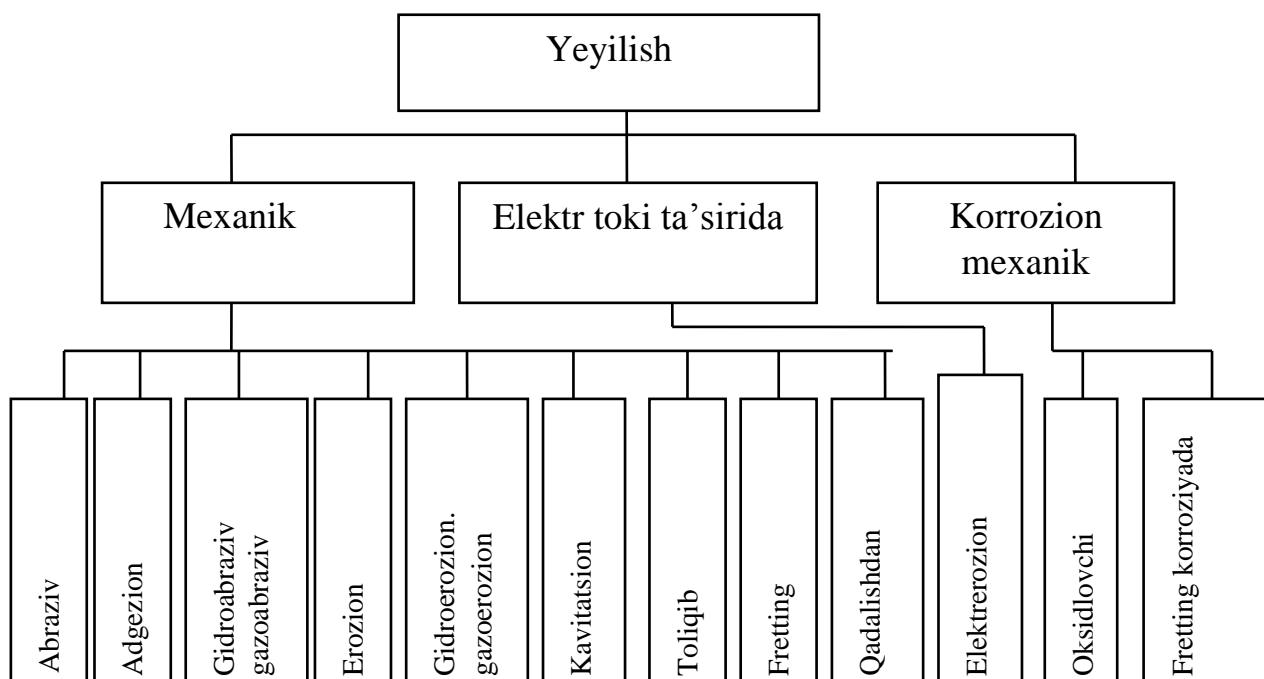 Yeyilish
Mexanik
Elektr toki ta’sirida
Korrozion
mexanik
Abraziv
Adgezion
Gidroabraziv
gazoabraziv
Erozion
Gidroerozion.
gazoerozion
Kavitatsion
Toliqib
Fretting
Qadalishdan
Elektrerozion
Oksidlovchi
Fretting korroziyada